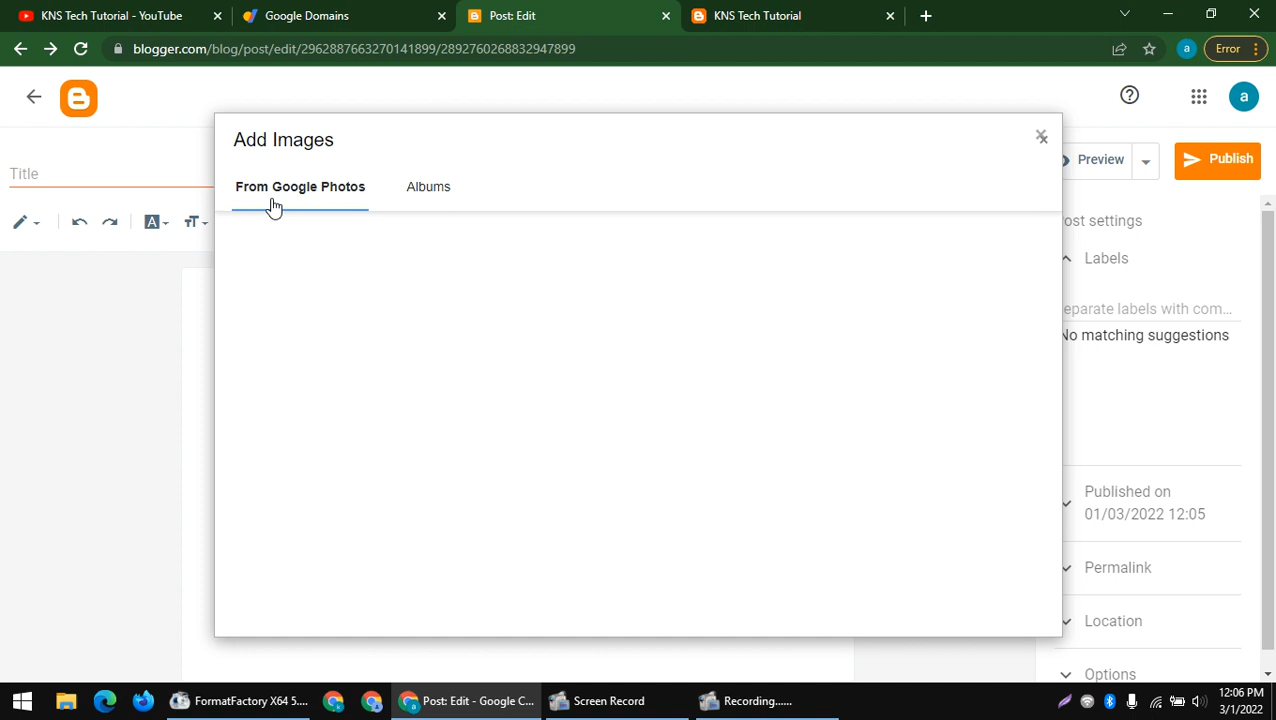 KNS Tech Tutorial - YouTube
Google Domains
Post: Edit
KNS Tech Tutorial
blogger.com/blog/post/edit/2962887663270141899/2892760268832947899
a
Error
a
Add Images
From Google Photos
Albums
Title
Preview
Publish
ost settings
Labels
eparate labels with com...
No matching suggestions
Published on
01/03/2022 12:05
Permalink
Location
Options
FormatFactory X64 5....
Post: Edit - Google C...
Screen Record
Recording......
12:06 PM
3/1/2022